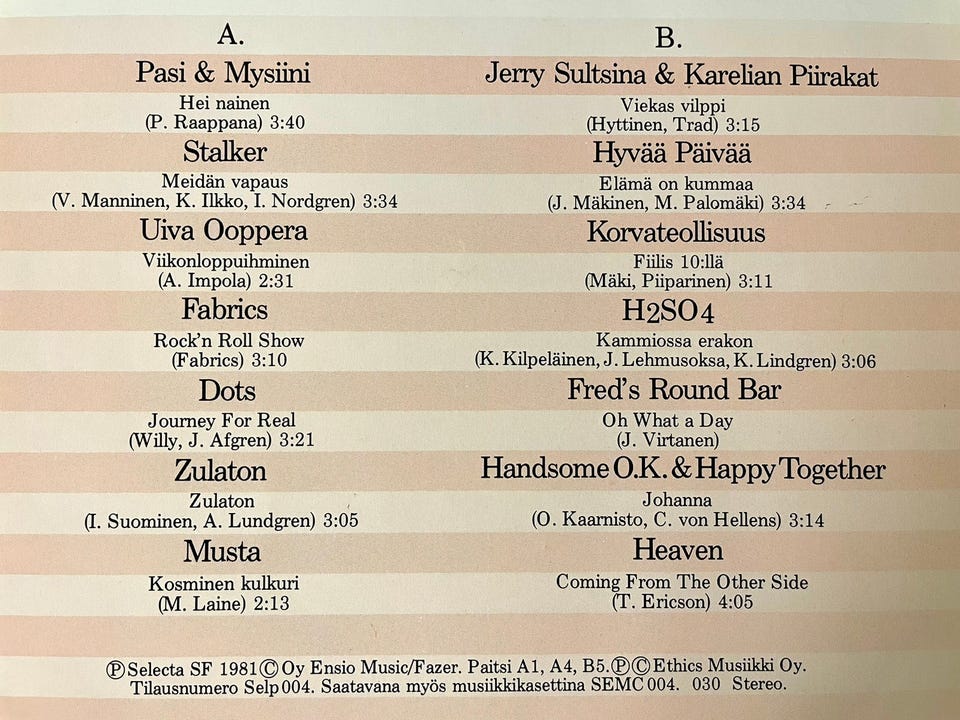 A.
Pasi & Mysiini
Hei nainen
(P. Raappana) 3:40
Stalker
Meidän vapaus
(V. Manninen, K. Ilkko, I. Nordgren) 3:34
Uiva Ooppera
Viikonloppuihminen
(A. Impola) 2:31
Fabrics
Rock'n Roll Show
(Fabrics) 3:10
Dots
Journey For Real
(Willy, J. Afgren) 3:21
Zulaton
Zulaton
(I. Suominen, A. Lundgren) 3:05
Musta
Kosminen kulkuri
(M. Laine) 2:13
B.
Jerry Sultsina & Karelian Piirakat
Viekas vilppi
(Hyttinen, Trad) 3:15
Hyvää Päivää
Elämä on kummaa
(J. Mäkinen, M. Palomäki) 3:34
Korvateollisuus
Fiilis 10:llä
(Mäki, Piiparinen) 3:11
H2SO4
Kammiossa erakon
(K. Kilpeläinen, J. Lehmusoksa, K. Lindgren) 3:06
Fred's Round Bar
Oh What a Day
(J. Virtanen)
Handsome O.K. & Happy Together
Johanna
(O. Kaarnisto, C. von Hellens) 3:14
Heaven
Coming From The Other Side
(T. Ericson) 4:05
Ⓟ Selecta SF 1981 Ⓒ Oy Ensio Music/Fazer. Paitsi A1, A4, B5. Ⓟ Ⓒ Ethics Musiikki Oy.
Tilausnumero Selp 004. Saatavana myös musiikkikasettina SEMC 004. 030 Stereo.